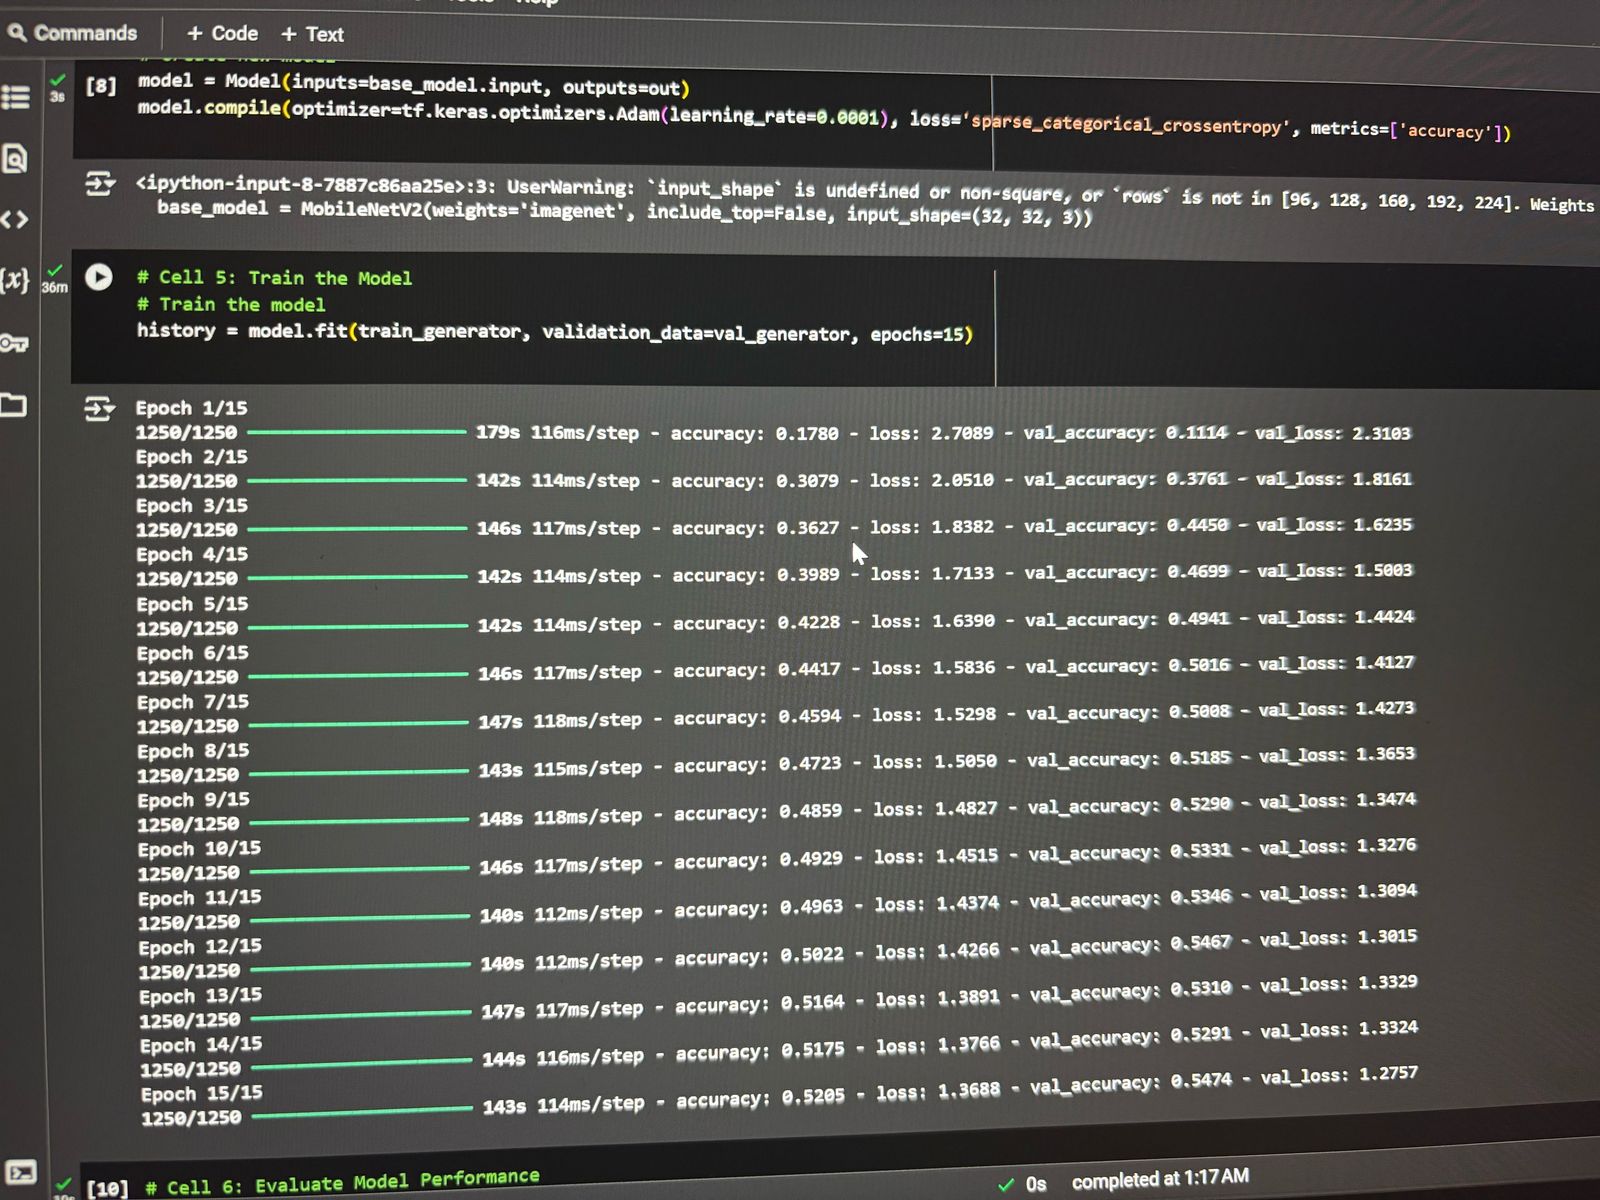 Help
Commands + Code + Text
[8] model = Model(inputs=base_model.input, outputs=out)
3s model.compile(optimizer=tf.keras.optimizers.Adam(learning_rate=0.0001), loss='sparse_categorical_crossentropy', metrics=['accuracy'])
<ipython-input-8-7887c86aa25e>:3: UserWarning: `input_shape` is undefined or non-square, or `rows` is not in [96, 128, 160, 192, 224]. Weights
base_model = MobileNetV2(weights='imagenet', include_top=False, input_shape=(32, 32, 3))
36m # Cell 5: Train the Model
# Train the model
history = model.fit(train_generator, validation_data=val_generator, epochs=15)
Epoch 1/15
1250/1250 179s 116ms/step - accuracy: 0.1780 - loss: 2.7089 - val_accuracy: 0.1114 - val_loss: 2.3103
Epoch 2/15
1250/1250 142s 114ms/step - accuracy: 0.3079 - loss: 2.0510 - val_accuracy: 0.3761 - val_loss: 1.8161
Epoch 3/15
1250/1250 146s 117ms/step - accuracy: 0.3627 - loss: 1.8382 - val_accuracy: 0.4450 - val_loss: 1.6235
Epoch 4/15
1250/1250 142s 114ms/step - accuracy: 0.3989 - loss: 1.7133 - val_accuracy: 0.4699 - val_loss: 1.5003
Epoch 5/15
1250/1250 142s 114ms/step - accuracy: 0.4228 - loss: 1.6390 - val_accuracy: 0.4941 - val_loss: 1.4424
Epoch 6/15
1250/1250 146s 117ms/step - accuracy: 0.4417 - loss: 1.5836 - val_accuracy: 0.5016 - val_loss: 1.4127
Epoch 7/15
1250/1250 147s 118ms/step - accuracy: 0.4594 - loss: 1.5298 - val_accuracy: 0.5008 - val_loss: 1.4273
Epoch 8/15
1250/1250 143s 115ms/step - accuracy: 0.4723 - loss: 1.5050 - val_accuracy: 0.5185 - val_loss: 1.3653
Epoch 9/15
1250/1250 148s 118ms/step - accuracy: 0.4859 - loss: 1.4827 - val_accuracy: 0.5290 - val_loss: 1.3474
Epoch 10/15
1250/1250 146s 117ms/step - accuracy: 0.4929 - loss: 1.4515 - val_accuracy: 0.5331 - val_loss: 1.3276
Epoch 11/15
1250/1250 140s 112ms/step - accuracy: 0.4963 - loss: 1.4374 - val_accuracy: 0.5346 - val_loss: 1.3094
Epoch 12/15
1250/1250 140s 112ms/step - accuracy: 0.5022 - loss: 1.4266 - val_accuracy: 0.5467 - val_loss: 1.3015
Epoch 13/15
1250/1250 147s 117ms/step - accuracy: 0.5164 - loss: 1.3891 - val_accuracy: 0.5310 - val_loss: 1.3329
Epoch 14/15
1250/1250 144s 116ms/step - accuracy: 0.5175 - loss: 1.3766 - val_accuracy: 0.5291 - val_loss: 1.3324
Epoch 15/15
1250/1250 143s 114ms/step - accuracy: 0.5205 - loss: 1.3688 - val_accuracy: 0.5474 - val_loss: 1.2757
[10] # Cell 6: Evaluate Model Performance
0s completed at 1:17 AM